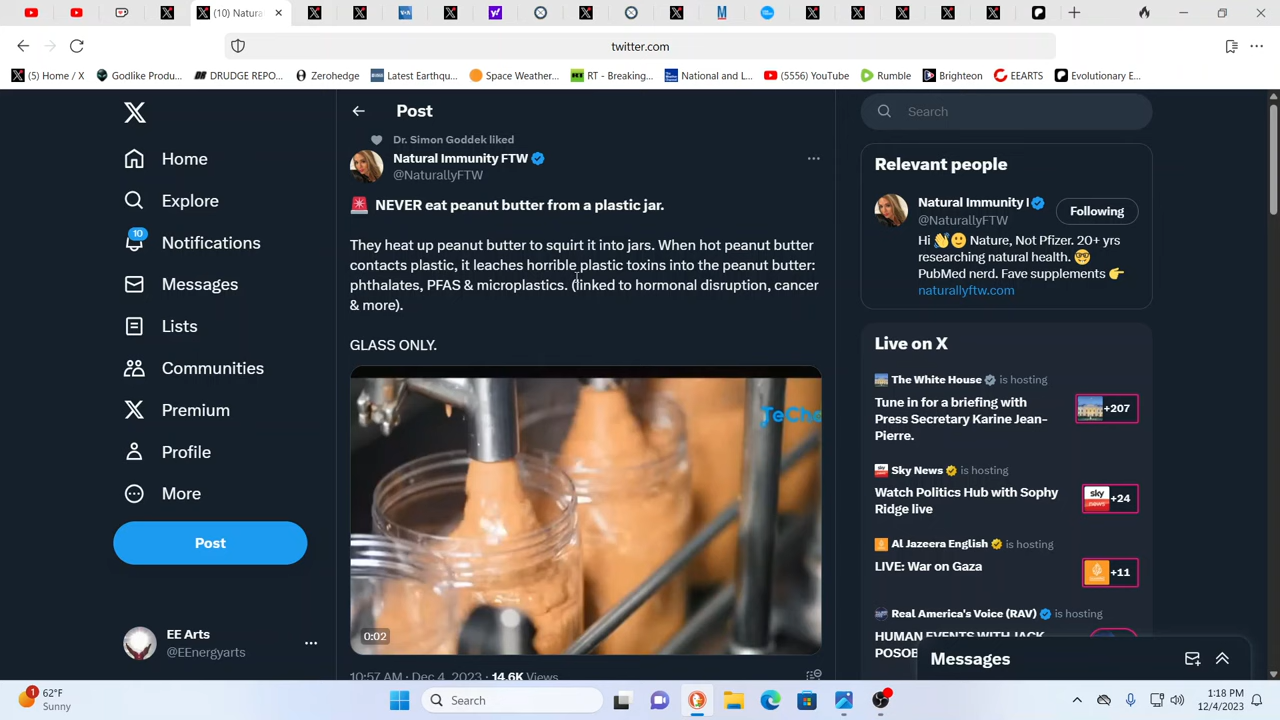 (10) Natura
twitter.com
(5) Home / X
Godlike Produ...
DRUDGE REPO...
Zerohedge
Latest Earthqu...
Space Weather...
RT - Breaking...
National and L...
(5556) YouTube
Rumble
Brighteon
EEARTS
Evolutionary E...
Home
Explore
10
Notifications
Messages
Lists
Communities
Premium
Profile
More
Post
EE Arts
@EEnergyarts
Post
Dr. Simon Goddek liked
Natural Immunity FTW
@NaturallyFTW
🚨 NEVER eat peanut butter from a plastic jar.
They heat up peanut butter to squirt it into jars. When hot peanut butter
contacts plastic, it leaches horrible plastic toxins into the peanut butter:
phthalates, PFAS & microplastics. (linked to hormonal disruption, cancer
& more).
GLASS ONLY.
TeCho
0:02
10:57 AM · Dec 4, 2023 · 14.6K Views
Search
Relevant people
Natural Immunity I
@NaturallyFTW
Following
Hi 👋🙂 Nature, Not Pfizer. 20+ yrs
researching natural health. 🤓
PubMed nerd. Fave supplements 👉
naturallyftw.com
Live on X
The White House is hosting
Tune in for a briefing with
Press Secretary Karine Jean-
Pierre.
+207
Sky News is hosting
Watch Politics Hub with Sophy
Ridge live
sky news
+24
Al Jazeera English is hosting
LIVE: War on Gaza
+11
Real America's Voice (RAV) is hosting
HUMAN EVENTS WITH JACK
POSOB
Messages
1
62°F
Sunny
Search
1:18 PM
12/4/2023